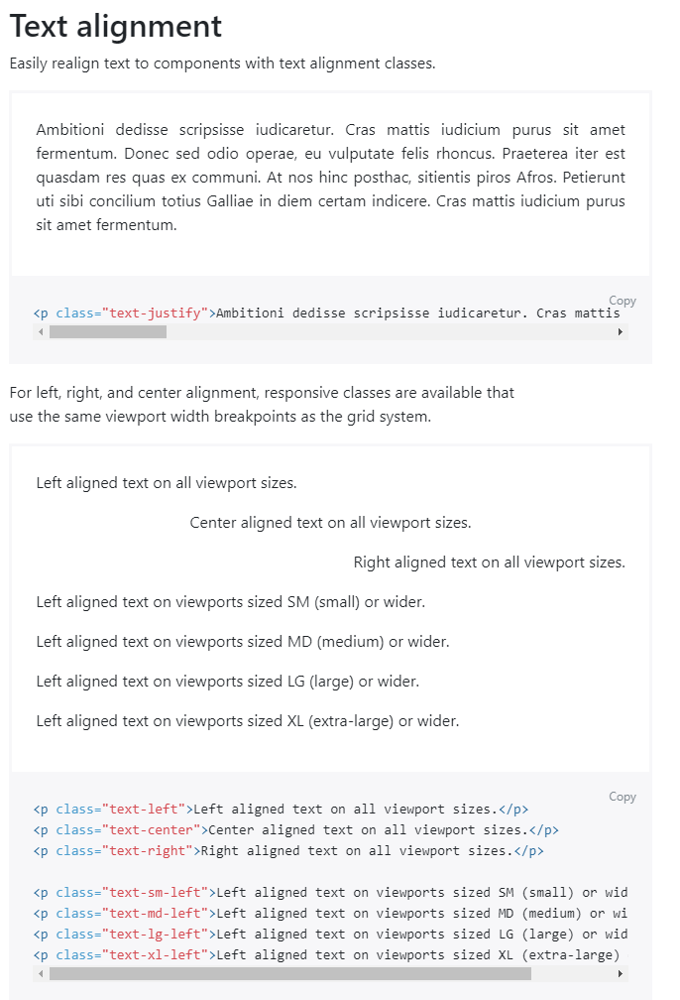 Text alignment
Easily realign text to components with text alignment classes.
Ambitioni dedisse scripsisse iudicaretur. Cras mattis iudicium purus sit amet
fermentum. Donec sed odio operae, eu vulputate felis rhoncus. Praeterea iter est
quasdam res quas ex communi. At nos hinc posthac, sitientis piros Afros. Petierunt
uti sibi concilium totius Galliae in diem certam indicere. Cras mattis iudicium purus
sit amet fermentum.
Copy
<p class="text-justify">Ambitioni dedisse scripsisse iudicaretur. Cras mattis
For left, right, and center alignment, responsive classes are available that
use the same viewport width breakpoints as the grid system.
Left aligned text on all viewport sizes.
Center aligned text on all viewport sizes.
Right aligned text on all viewport sizes.
Left aligned text on viewports sized SM (small) or wider.
Left aligned text on viewports sized MD (medium) or wider.
Left aligned text on viewports sized LG (large) or wider.
Left aligned text on viewports sized XL (extra-large) or wider.
Copy
<p class="text-left">Left aligned text on all viewport sizes.</p>
<p class="text-center">Center aligned text on all viewport sizes.</p>
<p class="text-right">Right aligned text on all viewport sizes.</p>
<p class="text-sm-left">Left aligned text on viewports sized SM (small) or wid
<p class="text-md-left">Left aligned text on viewports sized MD (medium) or wi
<p class="text-lg-left">Left aligned text on viewports sized LG (large) or wid
<p class="text-xl-left">Left aligned text on viewports sized XL (extra-large)